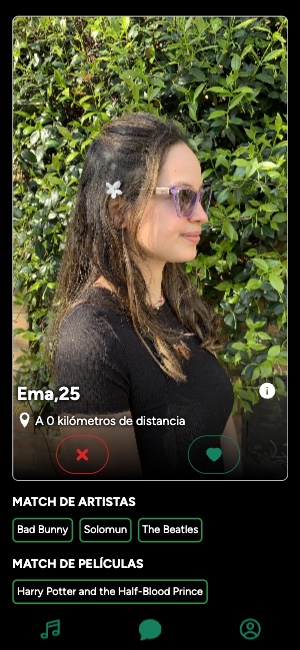 Ema,25
A 0 kilómetros de distancia
MATCH DE ARTISTAS
Bad Bunny Solomun The Beatles
MATCH DE PELÍCULAS
Harry Potter and the Half-Blood Prince